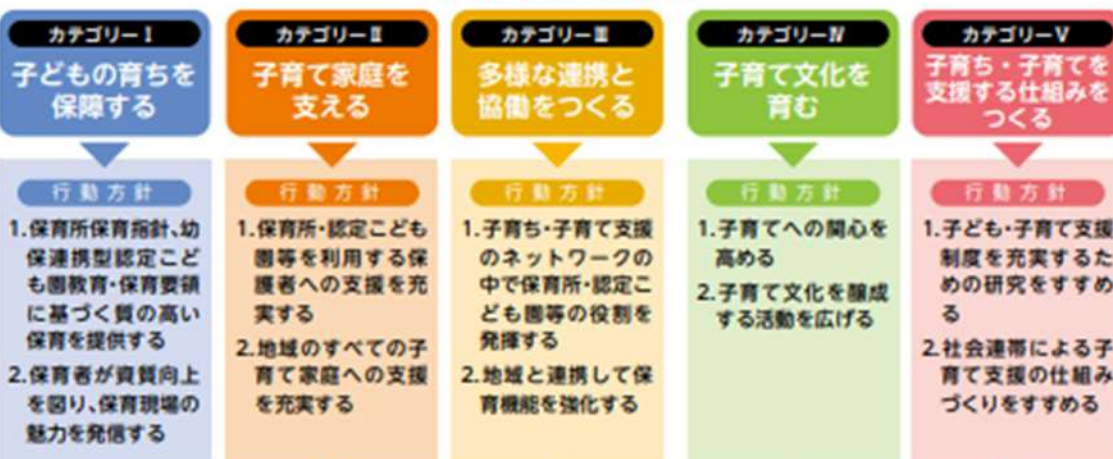 カテゴリーⅠ
子どもの育ちを
保障する
行動方針
1.保育所保育指針、幼
保連携型認定こど
も園教育・保育要領
に基づく質の高い
保育を提供する
2.保育者が資質向上
を図り、保育現場の
魅力を発信する
カテゴリーⅡ
子育て家庭を
支える
行動方針
1.保育所・認定こども
園等を利用する保
護者への支援を充
実する
2.地域のすべての子
育て家庭への支援
を充実する
カテゴリーⅢ
多様な連携と
協働をつくる
行動方針
1.子育ち・子育て支援
のネットワークの
中で保育所・認定こ
ども園等の役割を
発揮する
2.地域と連携して保
育機能を強化する
カテゴリーⅣ
子育て文化を
育む
行動方針
1.子育てへの関心を
高める
2.子育て文化を醸成
する活動を広げる
カテゴリーⅤ
子育ち・子育てを
支援する仕組みを
つくる
行動方針
1.子ども・子育て支援
制度を充実するた
めの研究をすすめ
る
2.社会連帯による子
育て支援の仕組み
づくりをすすめる